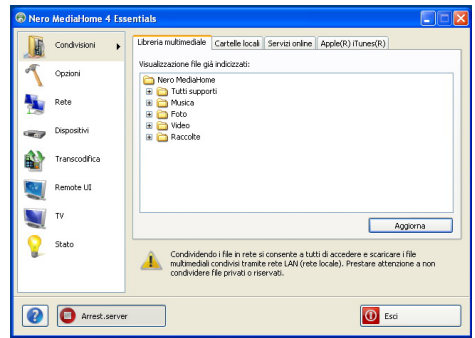 Nero MediaHome 4 Essentials
Condivisioni
Opzioni
Rete
Dispositivi
Transcodifica
Remote UI
TV
Stato
Libreria multimediale Cartelle locali Servizi online Apple(R) iTunes(R)
Visualizzazione file già indicizzati:
Nero MediaHome
Tutti supporti
Musica
Foto
Video
Raccolte
Aggiorna
Condividendo i file in rete si consente a tutti di accedere e scaricare i file
multimediali condivisi tramite rete LAN (rete locale). Prestare attenzione a non
condividere file privati o riservati.
Arrest.server
Esci